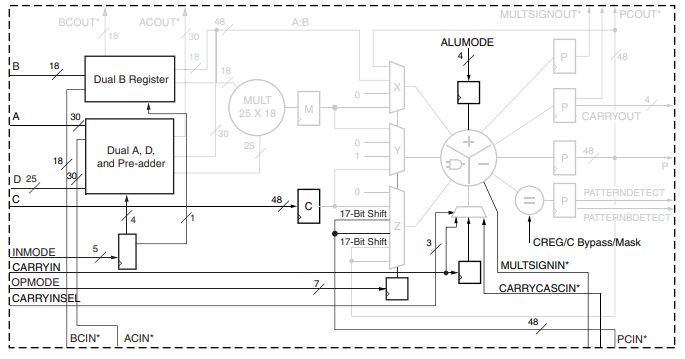 BCOUT* ACOUT* 48 A:B MULTSIGNOUT* PCOUT*
18 30
ALUMODE
B 18 18 4 48
Dual B Register 18 X P
0
MULT
25 X 18 M P 4
CARRYOUT
A 30 30
1
Dual A, D,
and Pre-adder
25 0
1 Y P 48 P
18
30
D 25
C 48 C 0 = P PATTERNDETECT
17-Bit Shift PATTERNBDETECT
4 1 Z
17-Bit Shift 3 CREG/C Bypass/Mask
INMODE 5
CARRYIN MULTSIGNIN*
OPMODE 7
CARRYCASCIN*
CARRYINSEL
48
BCIN* ACIN* PCIN*